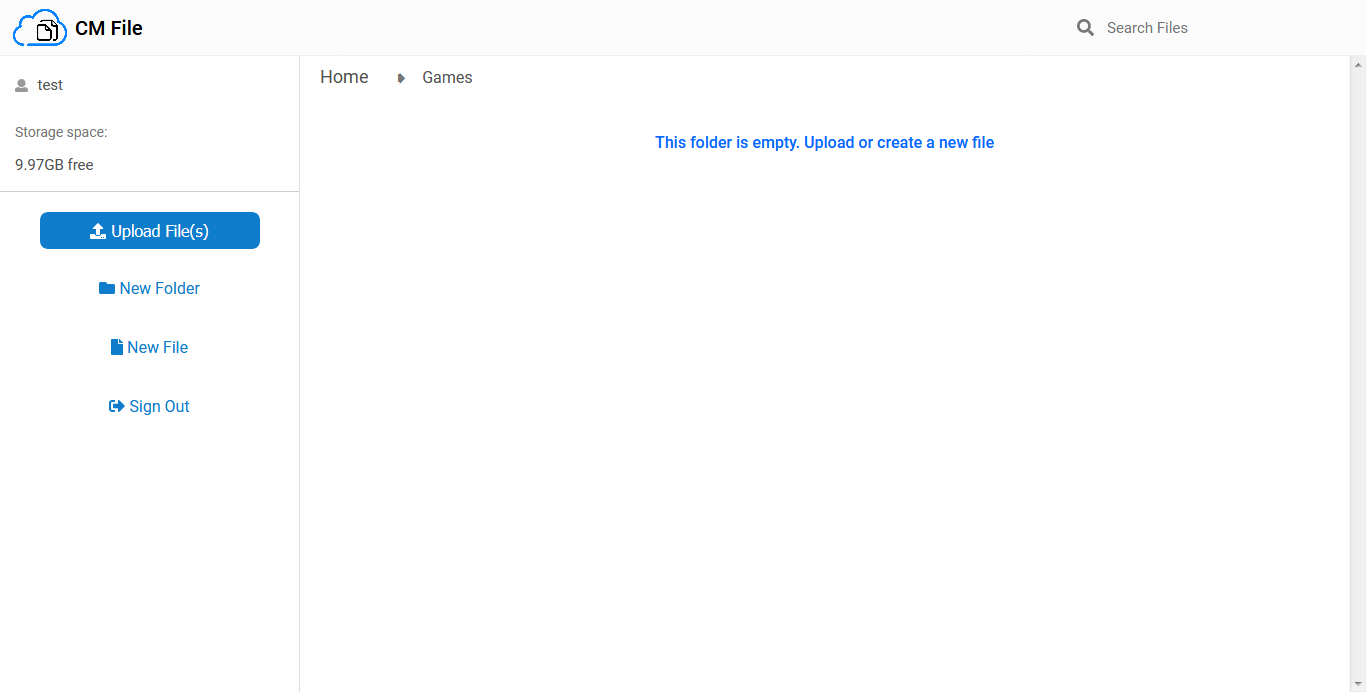 CM File
Search Files
test
Storage space:
9.97GB free
Upload File(s)
New Folder
New File
Sign Out
Home Games
This folder is empty. Upload or create a new file